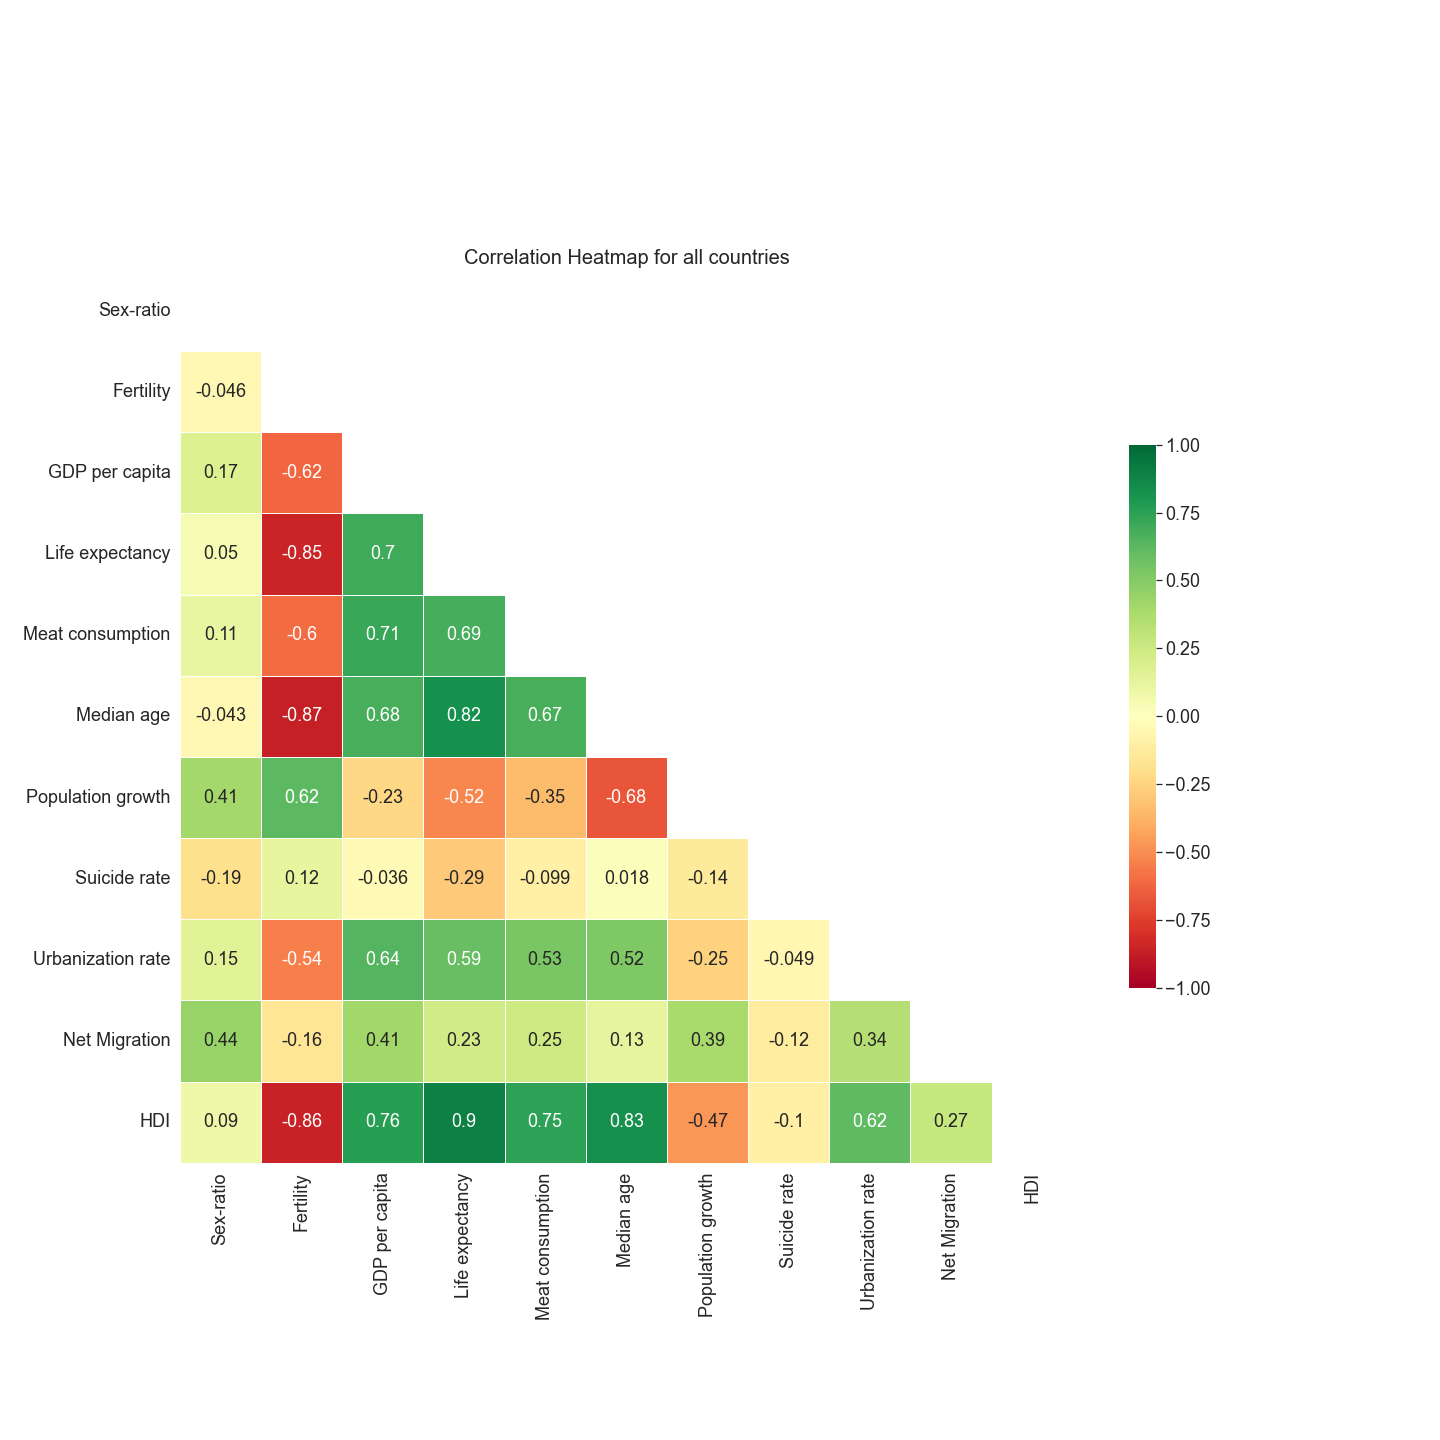 Correlation Heatmap for all countries
Sex-ratio
Fertility -0.046
GDP per capita 0.17 -0.62
Life expectancy 0.05 -0.85 0.7
Meat consumption 0.11 -0.6 0.71 0.69
Median age -0.043 -0.87 0.68 0.82 0.67
Population growth 0.41 0.62 -0.23 -0.52 -0.35 -0.68
Suicide rate -0.19 0.12 -0.036 -0.29 -0.099 0.018 -0.14
Urbanization rate 0.15 -0.54 0.64 0.59 0.53 0.52 -0.25 -0.049
Net Migration 0.44 -0.16 0.41 0.23 0.25 0.13 0.39 -0.12 0.34
HDI 0.09 -0.86 0.76 0.9 0.75 0.83 -0.47 -0.1 0.62 0.27
Sex-ratio
Fertility
GDP per capita
Life expectancy
Meat consumption
Median age
Population growth
Suicide rate
Urbanization rate
Net Migration
HDI
1.00
0.75
0.50
0.25
0.00
−0.25
−0.50
−0.75
−1.00